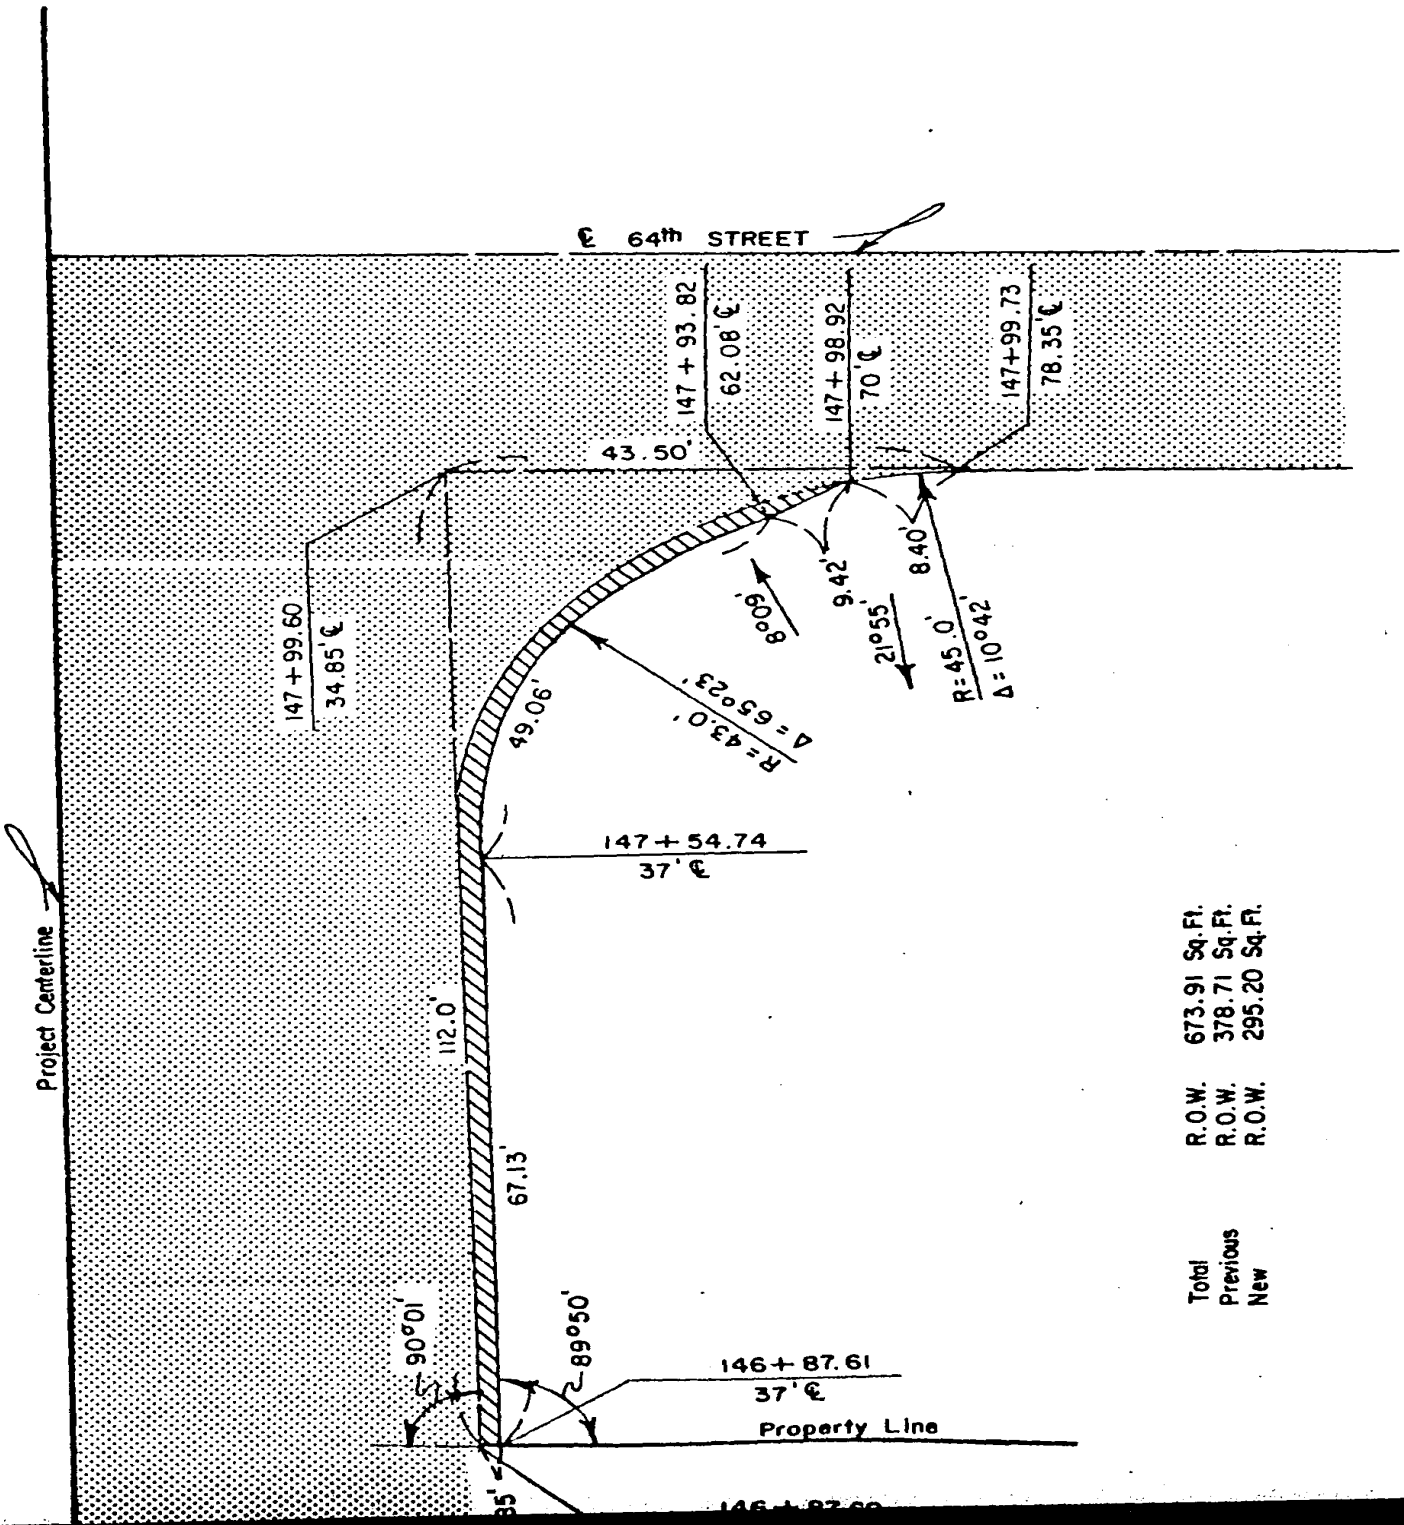 ℄ 64th STREET
147 + 93.82
62.08' ℄
147 + 98.92
70' ℄
147+99.73
78.35' ℄
43.50'
147 + 99.60
34.85' ℄
8°09'
9.42'
21°55'
8.40'
R=45.0'
Δ = 10°42'
49.06'
R=43.0'
Δ = 65°23'
147 + 54.74
37' ℄
Project Centerline
112.0'
67.13'
Total R.O.W. 673.91 Sq. Ft.
Previous R.O.W. 378.71 Sq. Ft.
New R.O.W. 295.20 Sq. Ft.
90°01'
89°50'
146 + 87.61
37' ℄
Property Line